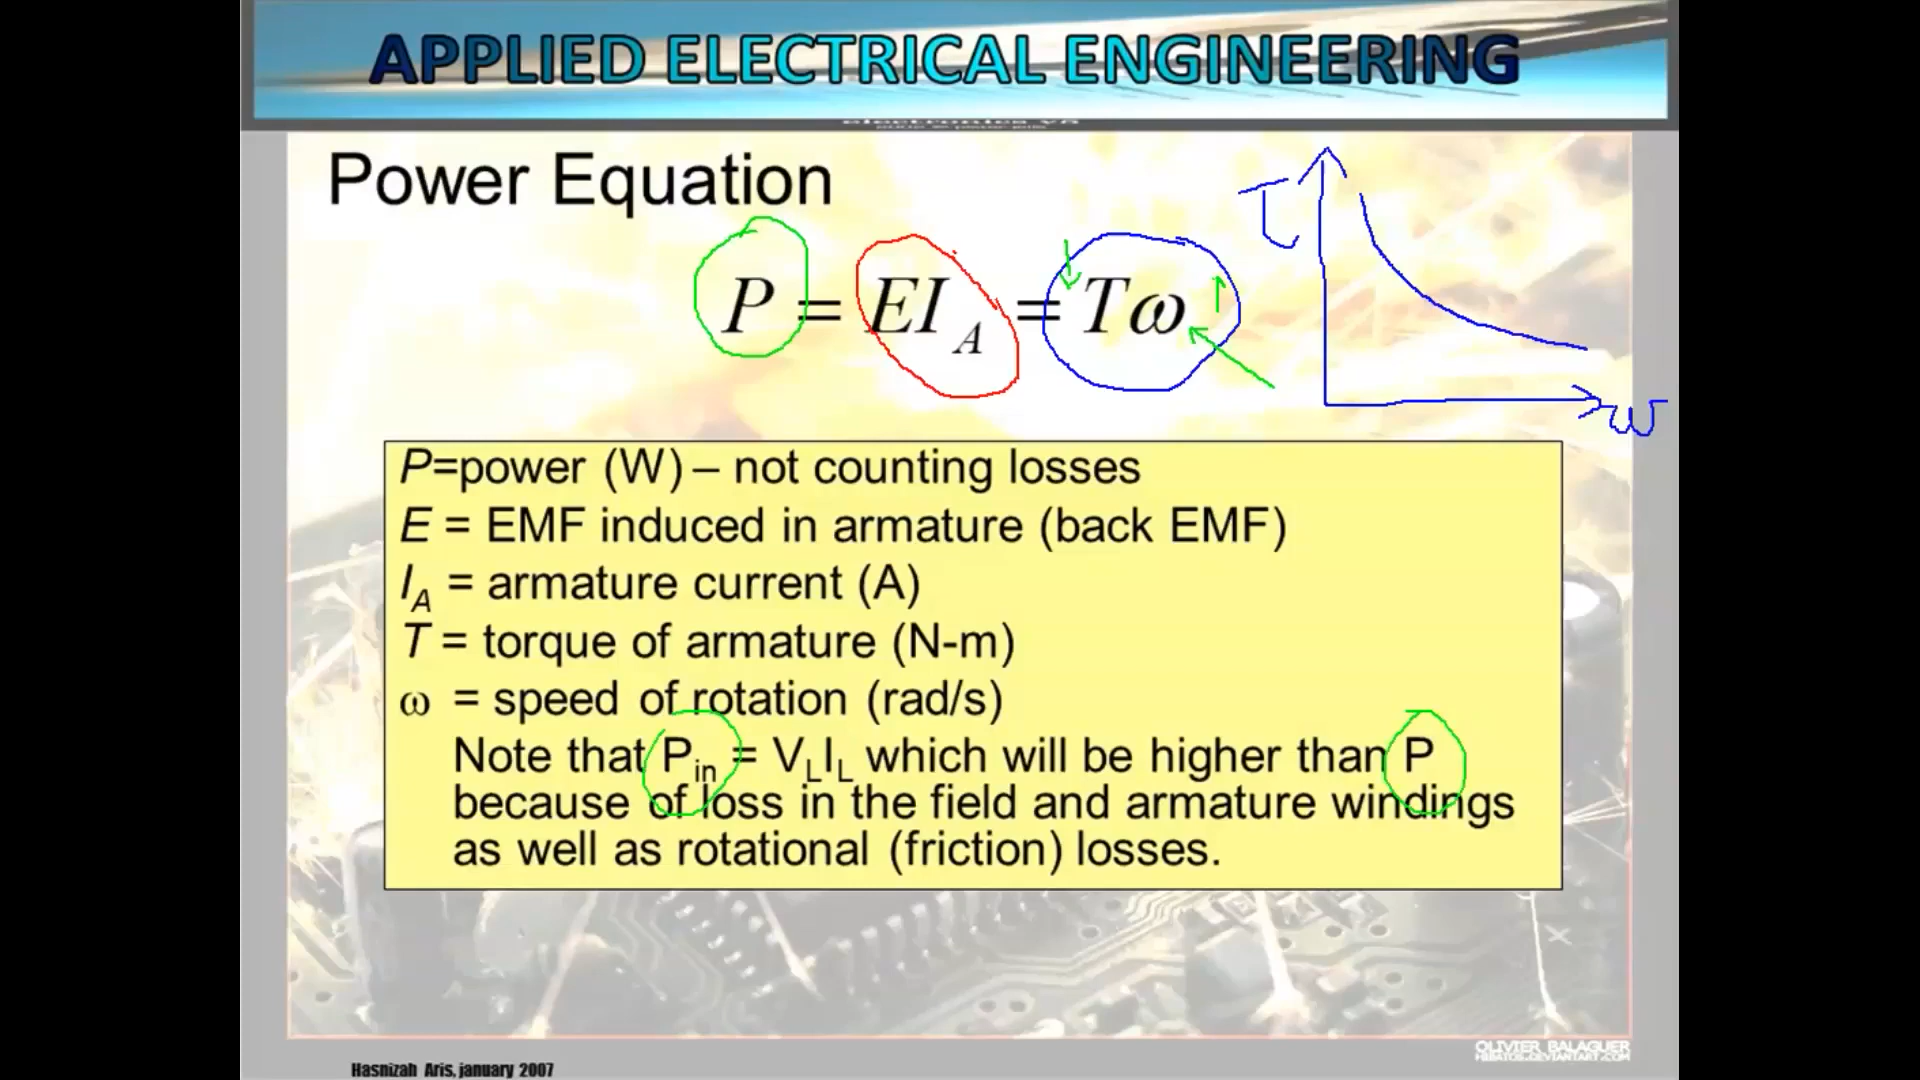 APPLIED ELECTRICAL ENGINEERING
Power Equation
P = EI_A = Tω
T
ω
P=power (W) – not counting losses
E = EMF induced in armature (back EMF)
I_A = armature current (A)
T = torque of armature (N-m)
ω = speed of rotation (rad/s)
Note that P_in = V_L I_L which will be higher than P
because of loss in the field and armature windings
as well as rotational (friction) losses.
OLIVIER BALAGUER
Hasnizah Aris, january 2007